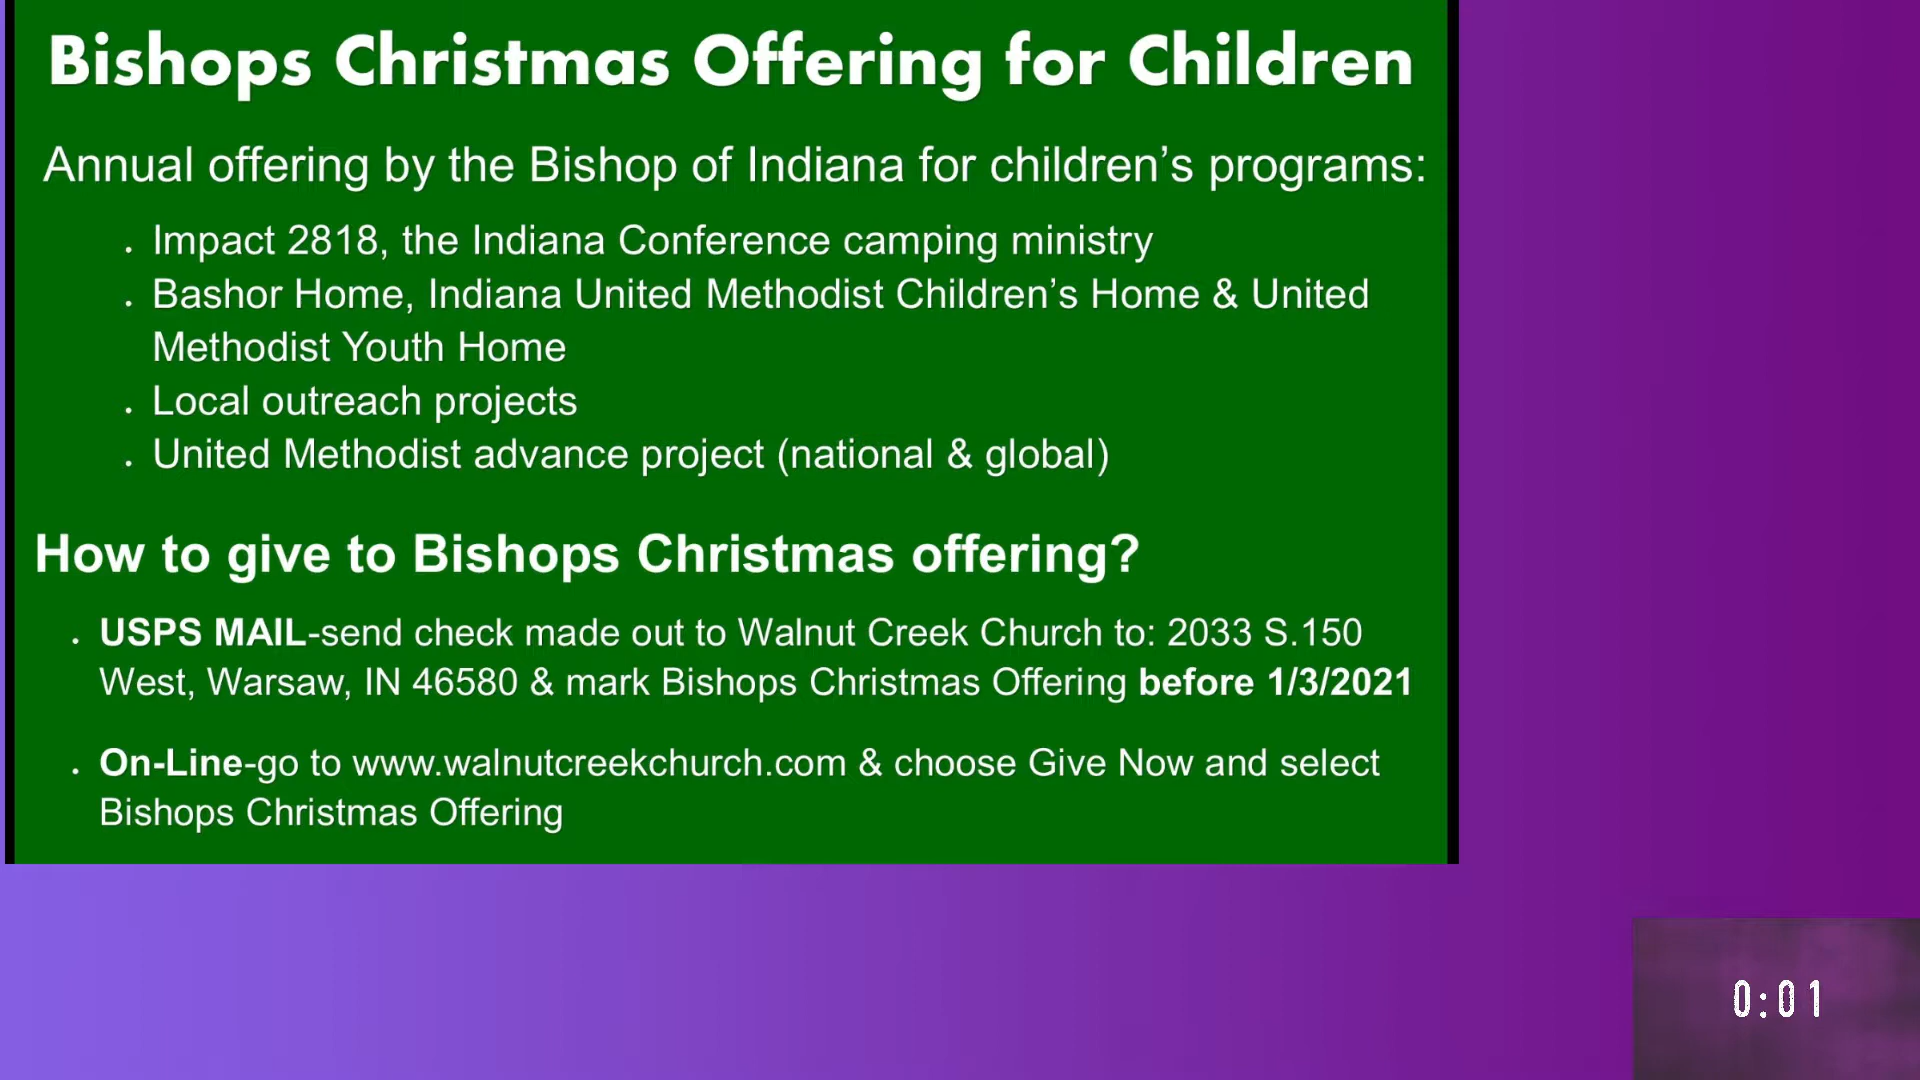 Bishops Christmas Offering for Children
Annual offering by the Bishop of Indiana for children’s programs:
• Impact 2818, the Indiana Conference camping ministry
• Bashor Home, Indiana United Methodist Children’s Home & United
Methodist Youth Home
• Local outreach projects
• United Methodist advance project (national & global)
How to give to Bishops Christmas offering?
• USPS MAIL-send check made out to Walnut Creek Church to: 2033 S.150
West, Warsaw, IN 46580 & mark Bishops Christmas Offering before 1/3/2021
• On-Line-go to www.walnutcreekchurch.com & choose Give Now and select
Bishops Christmas Offering
0:01